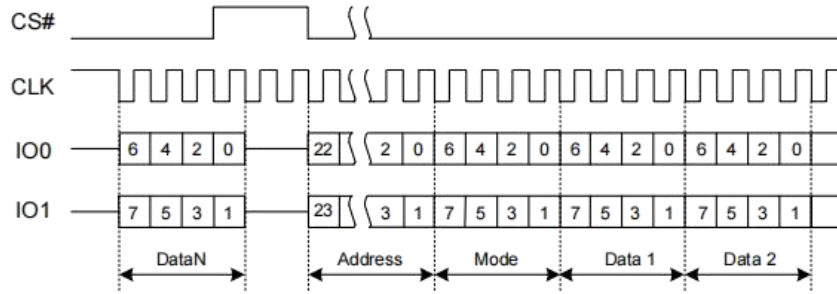 CS#
CLK
IO0 6 4 2 0 22 2 0 6 4 2 0 6 4 2 0 6 4 2 0
IO1 7 5 3 1 23 3 1 7 5 3 1 7 5 3 1 7 5 3 1
DataN Address Mode Data 1 Data 2